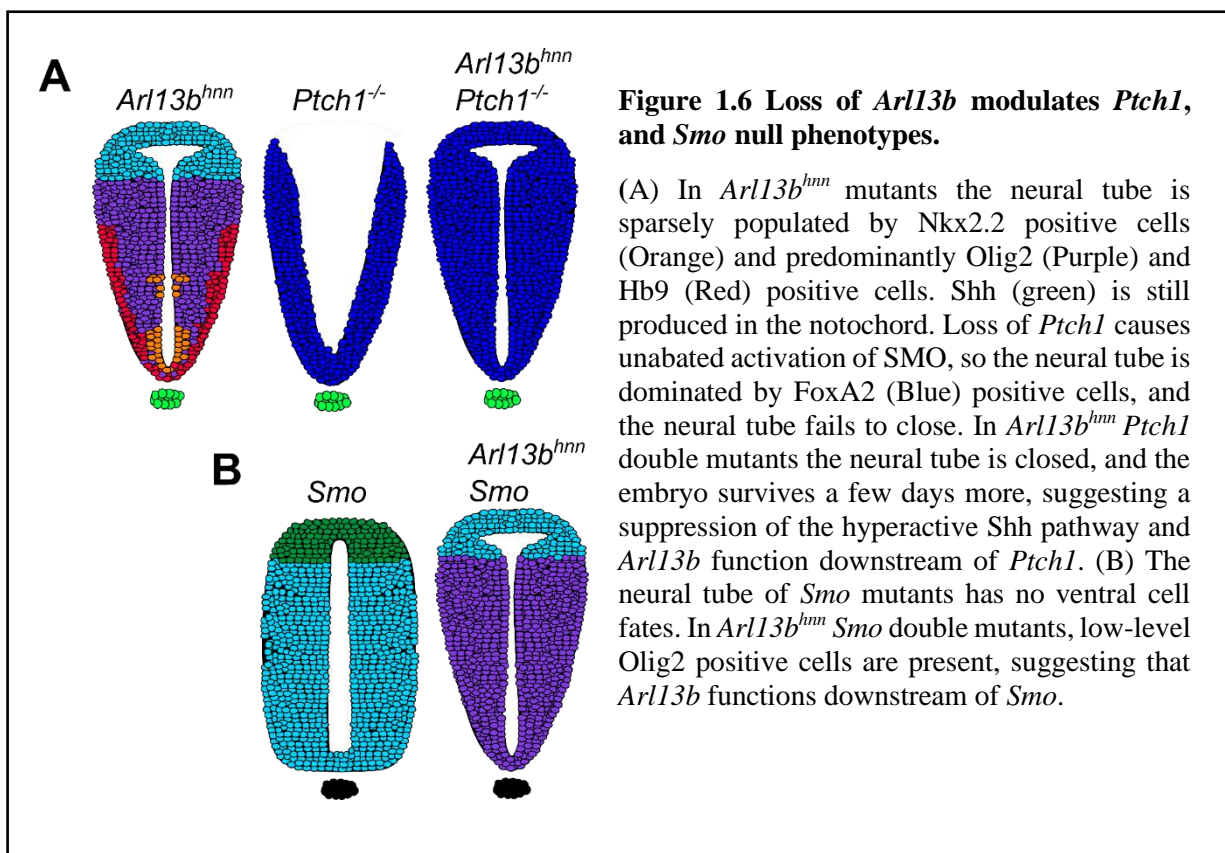 A
Arl13b^hnn
Ptch1^-/-
Arl13b^hnn
Ptch1^-/-
B
Smo
Arl13b^hnn
Smo
Figure 1.6 Loss of Arl13b modulates Ptch1,
and Smo null phenotypes.
(A) In Arl13b^hnn mutants the neural tube is
sparsely populated by Nkx2.2 positive cells
(Orange) and predominantly Olig2 (Purple) and
Hb9 (Red) positive cells. Shh (green) is still
produced in the notochord. Loss of Ptch1 causes
unabated activation of SMO, so the neural tube is
dominated by FoxA2 (Blue) positive cells, and
the neural tube fails to close. In Arl13b^hnn Ptch1
double mutants the neural tube is closed, and the
embryo survives a few days more, suggesting a
suppression of the hyperactive Shh pathway and
Arl13b function downstream of Ptch1. (B) The
neural tube of Smo mutants has no ventral cell
fates. In Arl13b^hnn Smo double mutants, low-level
Olig2 positive cells are present, suggesting that
Arl13b functions downstream of Smo.